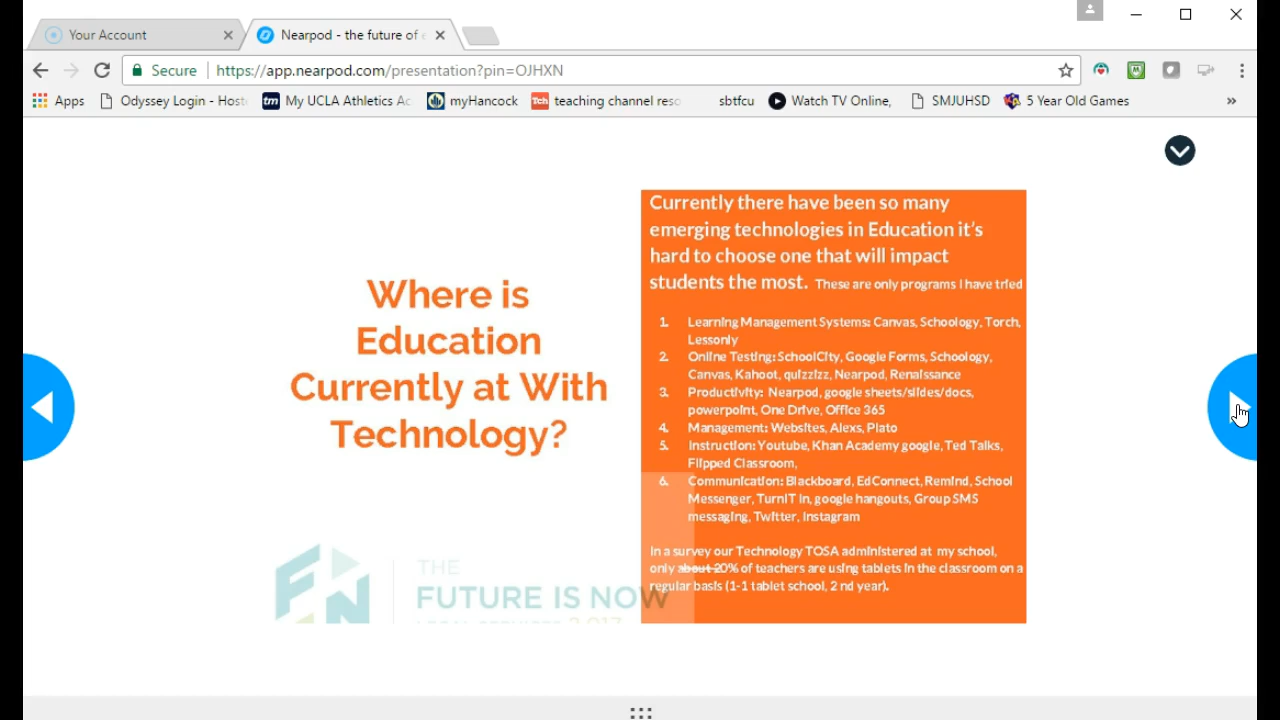 Your Account
Nearpod - the future of e
Secure
https://app.nearpod.com/presentation?pin=OJHXN
Apps
Odyssey Login - Host
tm
My UCLA Athletics Ac
myHancock
Tch
teaching channel reso
sbtfcu
Watch TV Online,
SMJUHSD
5 Year Old Games
»
Where is
Education
Currently at With
Technology?
Currently there have been so many
emerging technologies in Education it's
hard to choose one that will impact
students the most. These are only programs I have tried
1. Learning Management Systems: Canvas, Schoology, Torch,
Lessonly
2. Online Testing: SchoolCity, Google Forms, Schoology,
Canvas, Kahoot, quizzizz, Nearpod, Renaissance
3. Productivity: Nearpod, google sheets/slides/docs,
powerpoint, One Drive, Office 365
4. Management: Websites, Alexs, Plato
5. Instruction: Youtube, Khan Academy google, Ted Talks,
Flipped Classroom,
6. Communication: Blackboard, EdConnect, Remind, School
Messenger, TurnIT in, google hangouts, Group SMS
messaging, Twitter, Instagram
In a survey our Technology TOSA administered at my school,
only about 20% of teachers are using tablets in the classroom on a
regular basis (1-1 tablet school, 2 nd year).
FN
THE
FUTURE IS NOW
LEGAL SERVICES 2.017